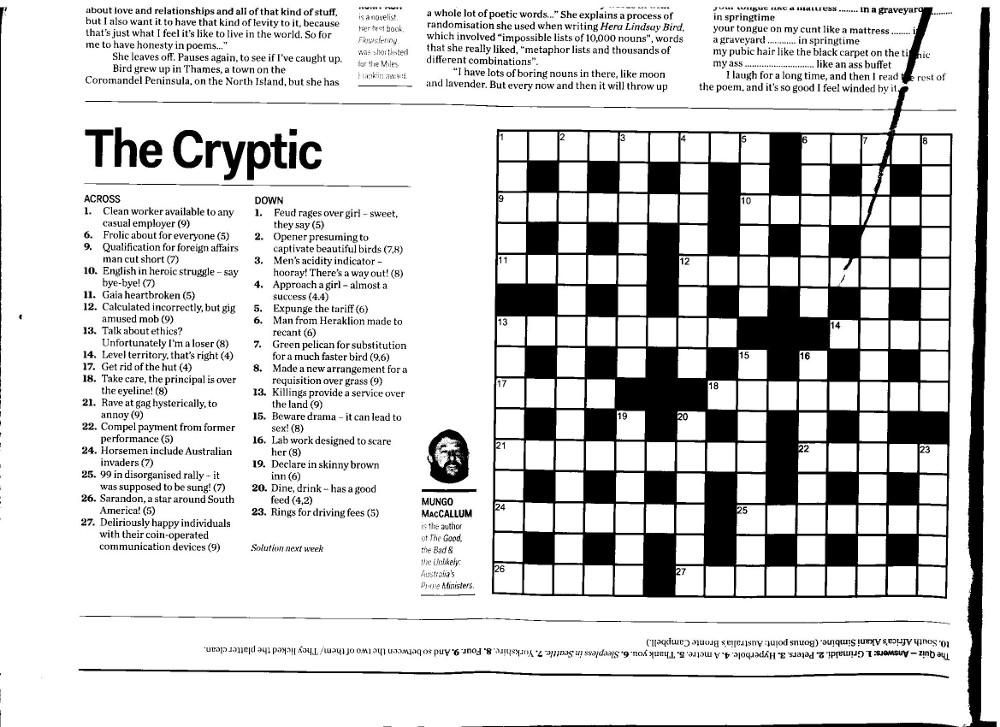 about love and relationships and all of that kind of stuff,
but I also want it to have that kind of levity to it, because
that's just what I feel it's like to live in the world. So for
me to have honesty in poems..."
She leaves off. Pauses again, to see if I've caught up.
Bird grew up in Thames, a town on the
Coromandel Peninsula, on the North Island, but she has
is a novelist.
Her first book,
Floundering,
was shortlisted
for the Miles
Franklin award.
a whole lot of poetic words..." She explains a process of
randomisation she used when writing Hera Lindsay Bird,
which involved "impossible lists of 10,000 nouns", words
that she really liked, "metaphor lists and thousands of
different combinations".
"I have lots of boring nouns in there, like moon
and lavender. But every now and then it will throw up
your tongue like a mattress ........ in a graveyard
in springtime
your tongue on my cunt like a mattress ........
a graveyard ............ in springtime
my pubic hair like the black carpet on the
my ass .............................. like an ass buffet
I laugh for a long time, and then I read the rest of
the poem, and it's so good I feel winded by it.
The Cryptic
ACROSS
1. Clean worker available to any
casual employer (9)
6. Frolic about for everyone (5)
9. Qualification for foreign affairs
man cut short (7)
10. English in heroic struggle – say
bye-bye! (7)
11. Gaia heartbroken (5)
12. Calculated incorrectly, but gig
amused mob (9)
13. Talk about ethics?
Unfortunately I'm a loser (8)
14. Level territory, that's right (4)
17. Get rid of the hut (4)
18. Take care, the principal is over
the eyeline! (8)
21. Rave at gag hysterically, to
annoy (9)
22. Compel payment from former
performance (5)
24. Horsemen include Australian
invaders (7)
25. 99 in disorganised rally – it
was supposed to be sung! (7)
26. Sarandon, a star around South
America! (5)
27. Deliriously happy individuals
with their coin-operated
communication devices (9)
DOWN
1. Feud rages over girl – sweet,
they say (5)
2. Opener presuming to
captivate beautiful birds (7,8)
3. Men's acidity indicator –
hooray! There's a way out! (8)
4. Approach a girl – almost a
success (4.4)
5. Expunge the tariff (6)
6. Man from Heraklion made to
recant (6)
7. Green pelican for substitution
for a much faster bird (9,6)
8. Made a new arrangement for a
requisition over grass (9)
13. Killings provide a service over
the land (9)
15. Beware drama – it can lead to
sex! (8)
16. Lab work designed to scare
her (8)
19. Declare in skinny brown
inn (6)
20. Dine, drink – has a good
feed (4,2)
23. Rings for driving fees (5)
Solution next week
MUNGO
MACCALLUM
is the author
of The Good,
the Bad &
the Unlikely:
Australia's
Prime Ministers.
1 2 3 4 5 6 7 8
9 10
11 12
13 14
15 16
17 18
19 20
21 22 23
24 25
26 27
The Quiz – Answers: 1. Grimaldi. 2. Peters. 3. Hyperbole. 4. A metre. 5. Thank you. 6. Sleepless in Seattle. 7. Yorkshire. 8. Four. 9. And so between the two of them/ They licked the platter clean.
10. South Africa's Akani Simbine. (Bonus point: Australia's Bronte Campbell.)